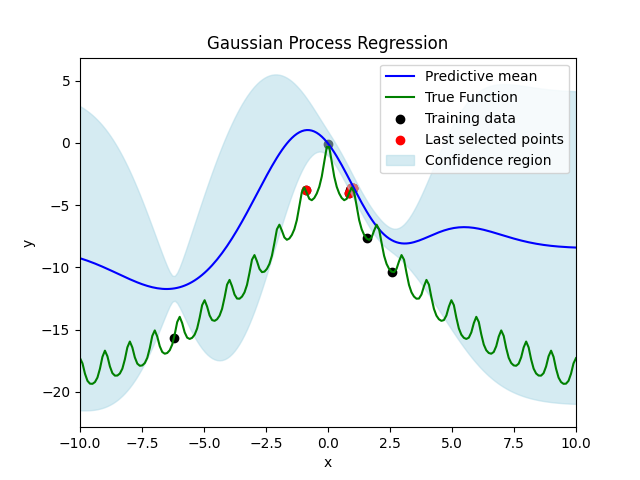 Gaussian Process Regression
Predictive mean
True Function
Training data
Last selected points
Confidence region
y
5
0
−5
−10
−15
−20
−10.0 −7.5 −5.0 −2.5 0.0 2.5 5.0 7.5 10.0
x